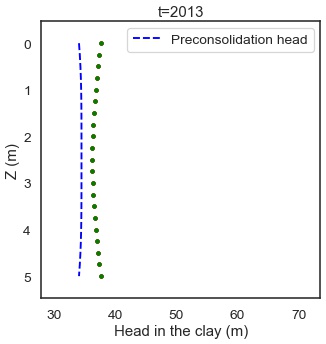 t=2013
Preconsolidation head
0
1
2
3
4
5
Z (m)
30 40 50 60 70
Head in the clay (m)